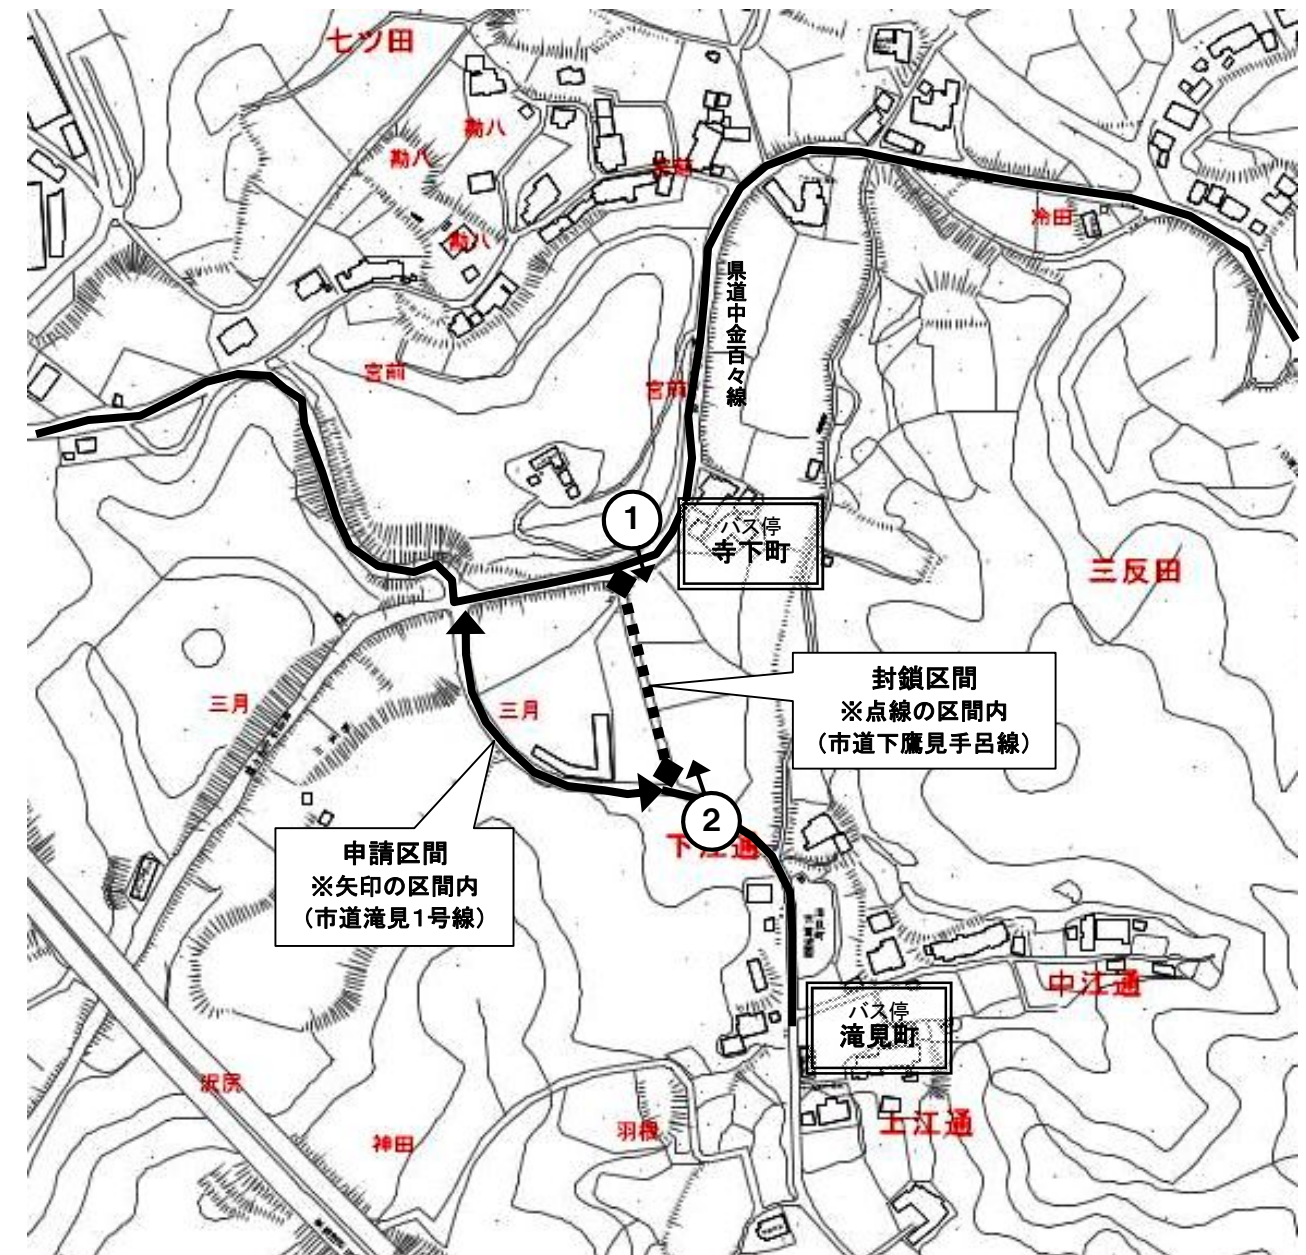 七ツ田
勘八
勘八
勘八
冷田
県道中金百々線
宮前
宮前
1
バス停
寺下町
三反田
封鎖区間
※点線の区間内
（市道下鷹見手呂線）
三月
三月
2
下江通
申請区間
※矢印の区間内
（市道滝見1号線）
中江通
バス停
滝見町
沢尻
神田
羽根
上江通